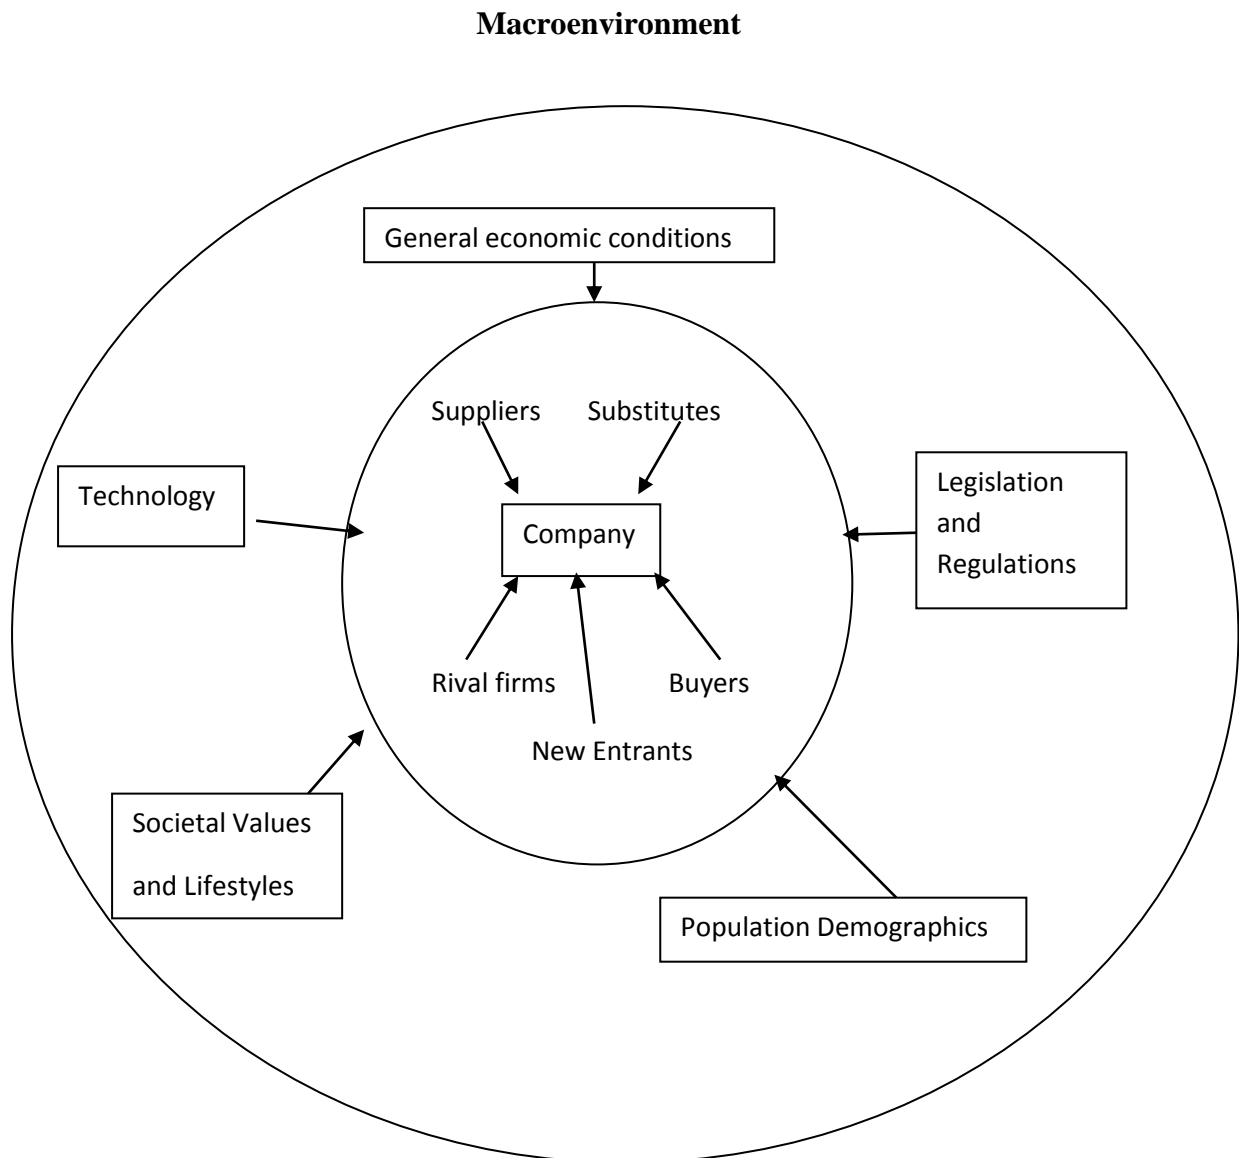 Macroenvironment
General economic conditions
Suppliers
Substitutes
Technology
Legislation
and
Regulations
Company
Rival firms
Buyers
New Entrants
Societal Values
and Lifestyles
Population Demographics